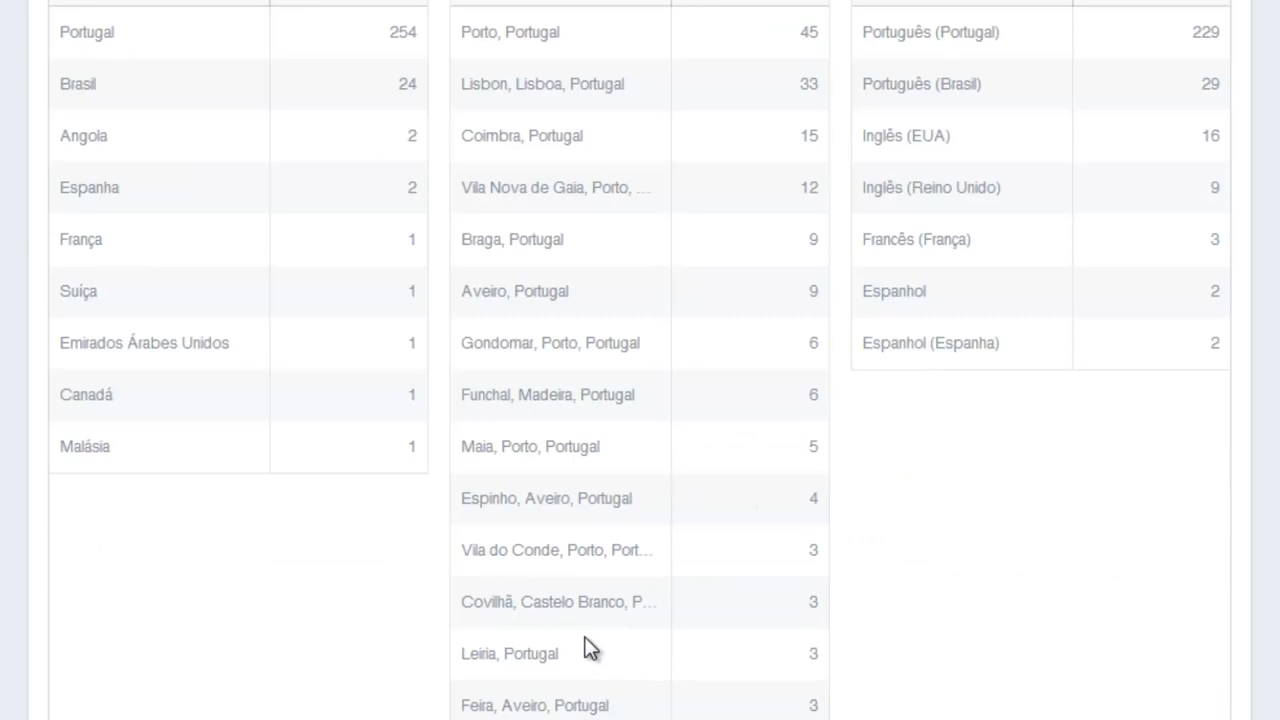 Portugal 254
Brasil 24
Angola 2
Espanha 2
França 1
Suíça 1
Emirados Árabes Unidos 1
Canadá 1
Malásia 1
Porto, Portugal 45
Lisbon, Lisboa, Portugal 33
Coimbra, Portugal 15
Vila Nova de Gaia, Porto, ... 12
Braga, Portugal 9
Aveiro, Portugal 9
Gondomar, Porto, Portugal 6
Funchal, Madeira, Portugal 6
Maia, Porto, Portugal 5
Espinho, Aveiro, Portugal 4
Vila do Conde, Porto, Port... 3
Covilhã, Castelo Branco, P... 3
Leiria, Portugal 3
Feira, Aveiro, Portugal 3
Português (Portugal) 229
Português (Brasil) 29
Inglês (EUA) 16
Inglês (Reino Unido) 9
Francês (França) 3
Espanhol 2
Espanhol (Espanha) 2